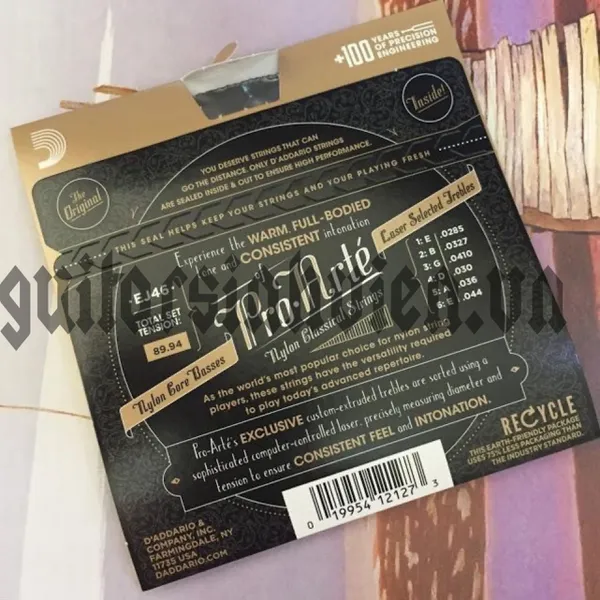 +100 YEARS OF PRECISION ENGINEERING
The Original
Inside!
YOU DESERVE STRINGS THAT CAN
GO THE DISTANCE. ONLY D'ADDARIO STRINGS
ARE SEALED INSIDE & OUT TO ENSURE HIGH PERFORMANCE.
THIS SEAL HELPS KEEP YOUR STRINGS AND YOUR PLAYING FRESH
Experience the WARM, FULL-BODIED
tone and CONSISTENT intonation
Laser Selected Trebles
EJ46
TOTAL SET
TENSION:
89.94
Pro·Arté
Nylon Classical Strings
1: E .0285
2: B .0327
3: G .0410
4: D .030
5: A .036
6: E .044
guitarsinhvien.vn
Nylon Core Basses
As the world's most popular choice for nylon string
players, these strings have the versatility required
to play today's advanced repertoire.
Pro-Arté's EXCLUSIVE custom-extruded trebles are sorted using a
sophisticated computer-controlled laser, precisely measuring diameter and
tension to ensure CONSISTENT FEEL and INTONATION.
RECYCLE
THIS EARTH-FRIENDLY PACKAGE
USES 75% LESS PACKAGING THAN
THE INDUSTRY STANDARD.
0 19954 12127 3
D'ADDARIO &
COMPANY, INC.
FARMINGDALE, NY
11735 USA
DADDARIO.COM